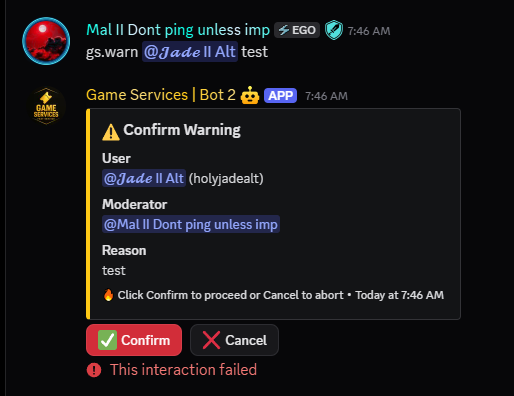 Mal II Dont ping unless imp EGO 7:46 AM
gs.warn @𝓙𝓪𝓭𝓮 II Alt test
GAME SERVICES
Game Services | Bot 2 🤖 APP 7:46 AM
⚠️ Confirm Warning
User
@𝓙𝓪𝓭𝓮 II Alt (holyjadealt)
Moderator
@Mal II Dont ping unless imp
Reason
test
🔥 Click Confirm to proceed or Cancel to abort • Today at 7:46 AM
✅ Confirm ❌ Cancel
This interaction failed